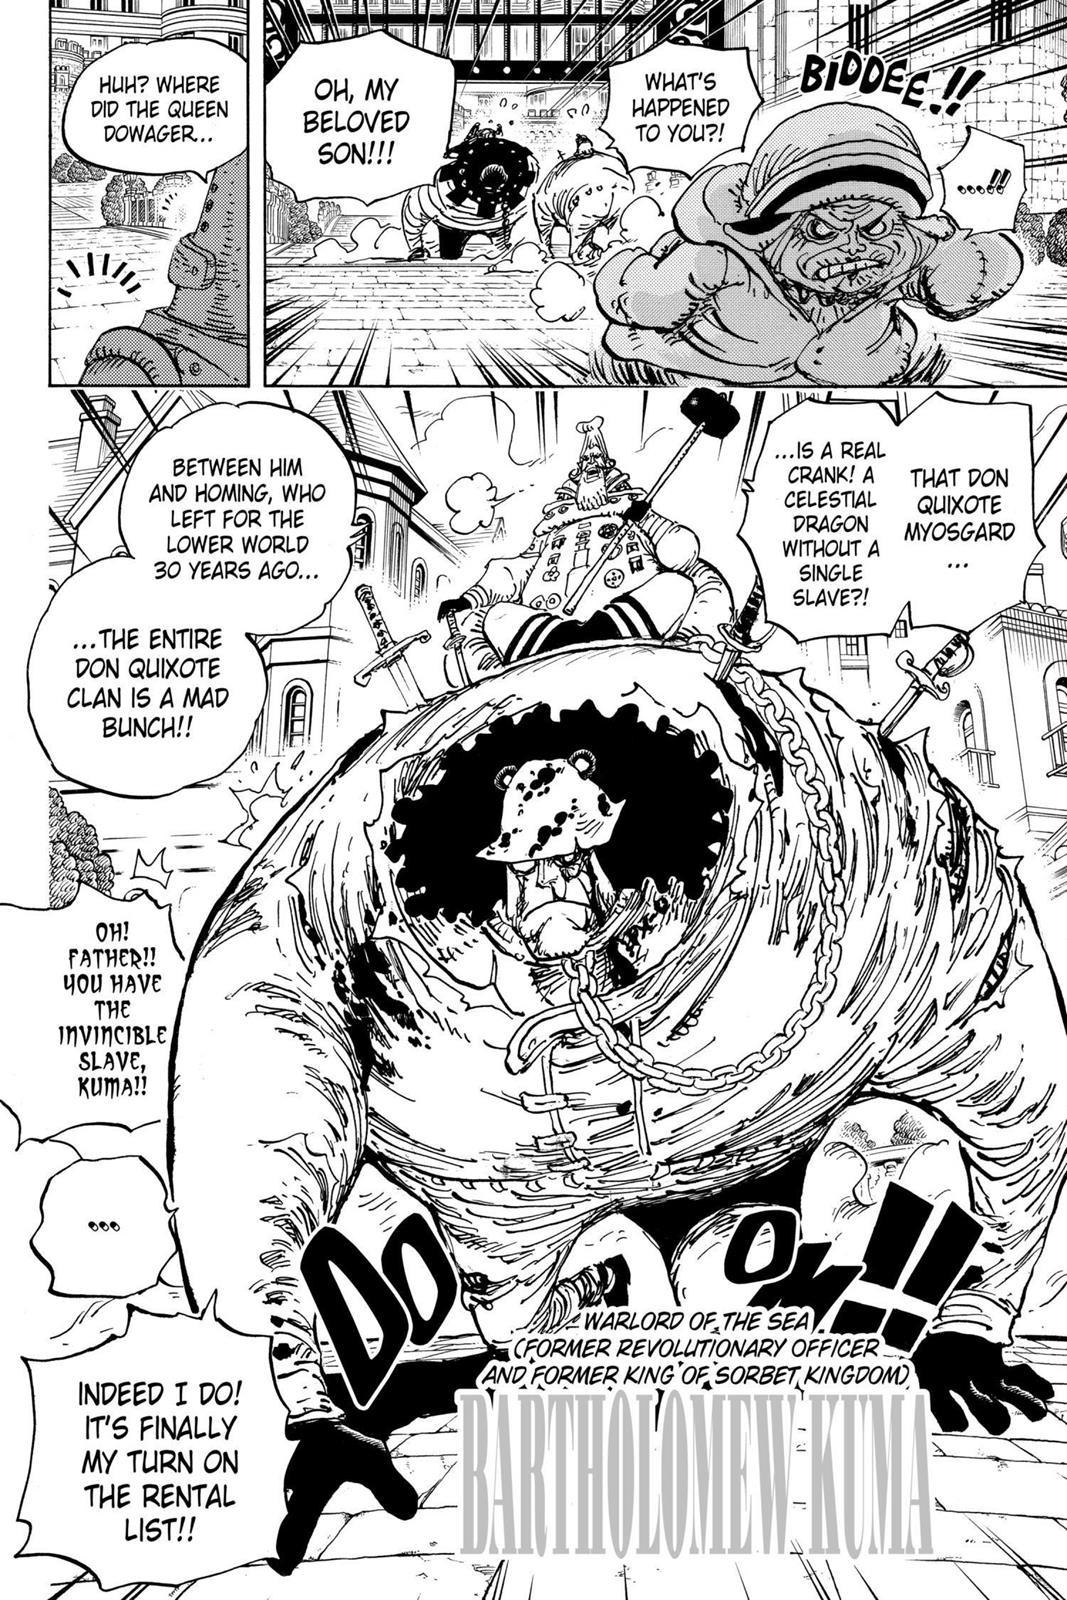 BIDDEE..!!
.....!!
WHAT'S
HAPPENED
TO YOU?!
OH, MY
BELOVED
SON!!!
HUH? WHERE
DID THE QUEEN
DOWAGER...
THAT DON
QUIXOTE
MYOSGARD
...
...IS A REAL
CRANK! A
CELESTIAL
DRAGON
WITHOUT A
SINGLE
SLAVE?!
BETWEEN HIM
AND HOMING, WHO
LEFT FOR THE
LOWER WORLD
30 YEARS AGO...
...THE ENTIRE
DON QUIXOTE
CLAN IS A MAD
BUNCH!!
OH!
FATHER!!
YOU HAVE
THE
INVINCIBLE
SLAVE,
KUMA!!
...
INDEED I DO!
IT'S FINALLY
MY TURN ON
THE RENTAL
LIST!!
DOOM!!
WARLORD OF THE SEA
(FORMER REVOLUTIONARY OFFICER
AND FORMER KING OF SORBET KINGDOM)
BARTHOLOMEW KUMA